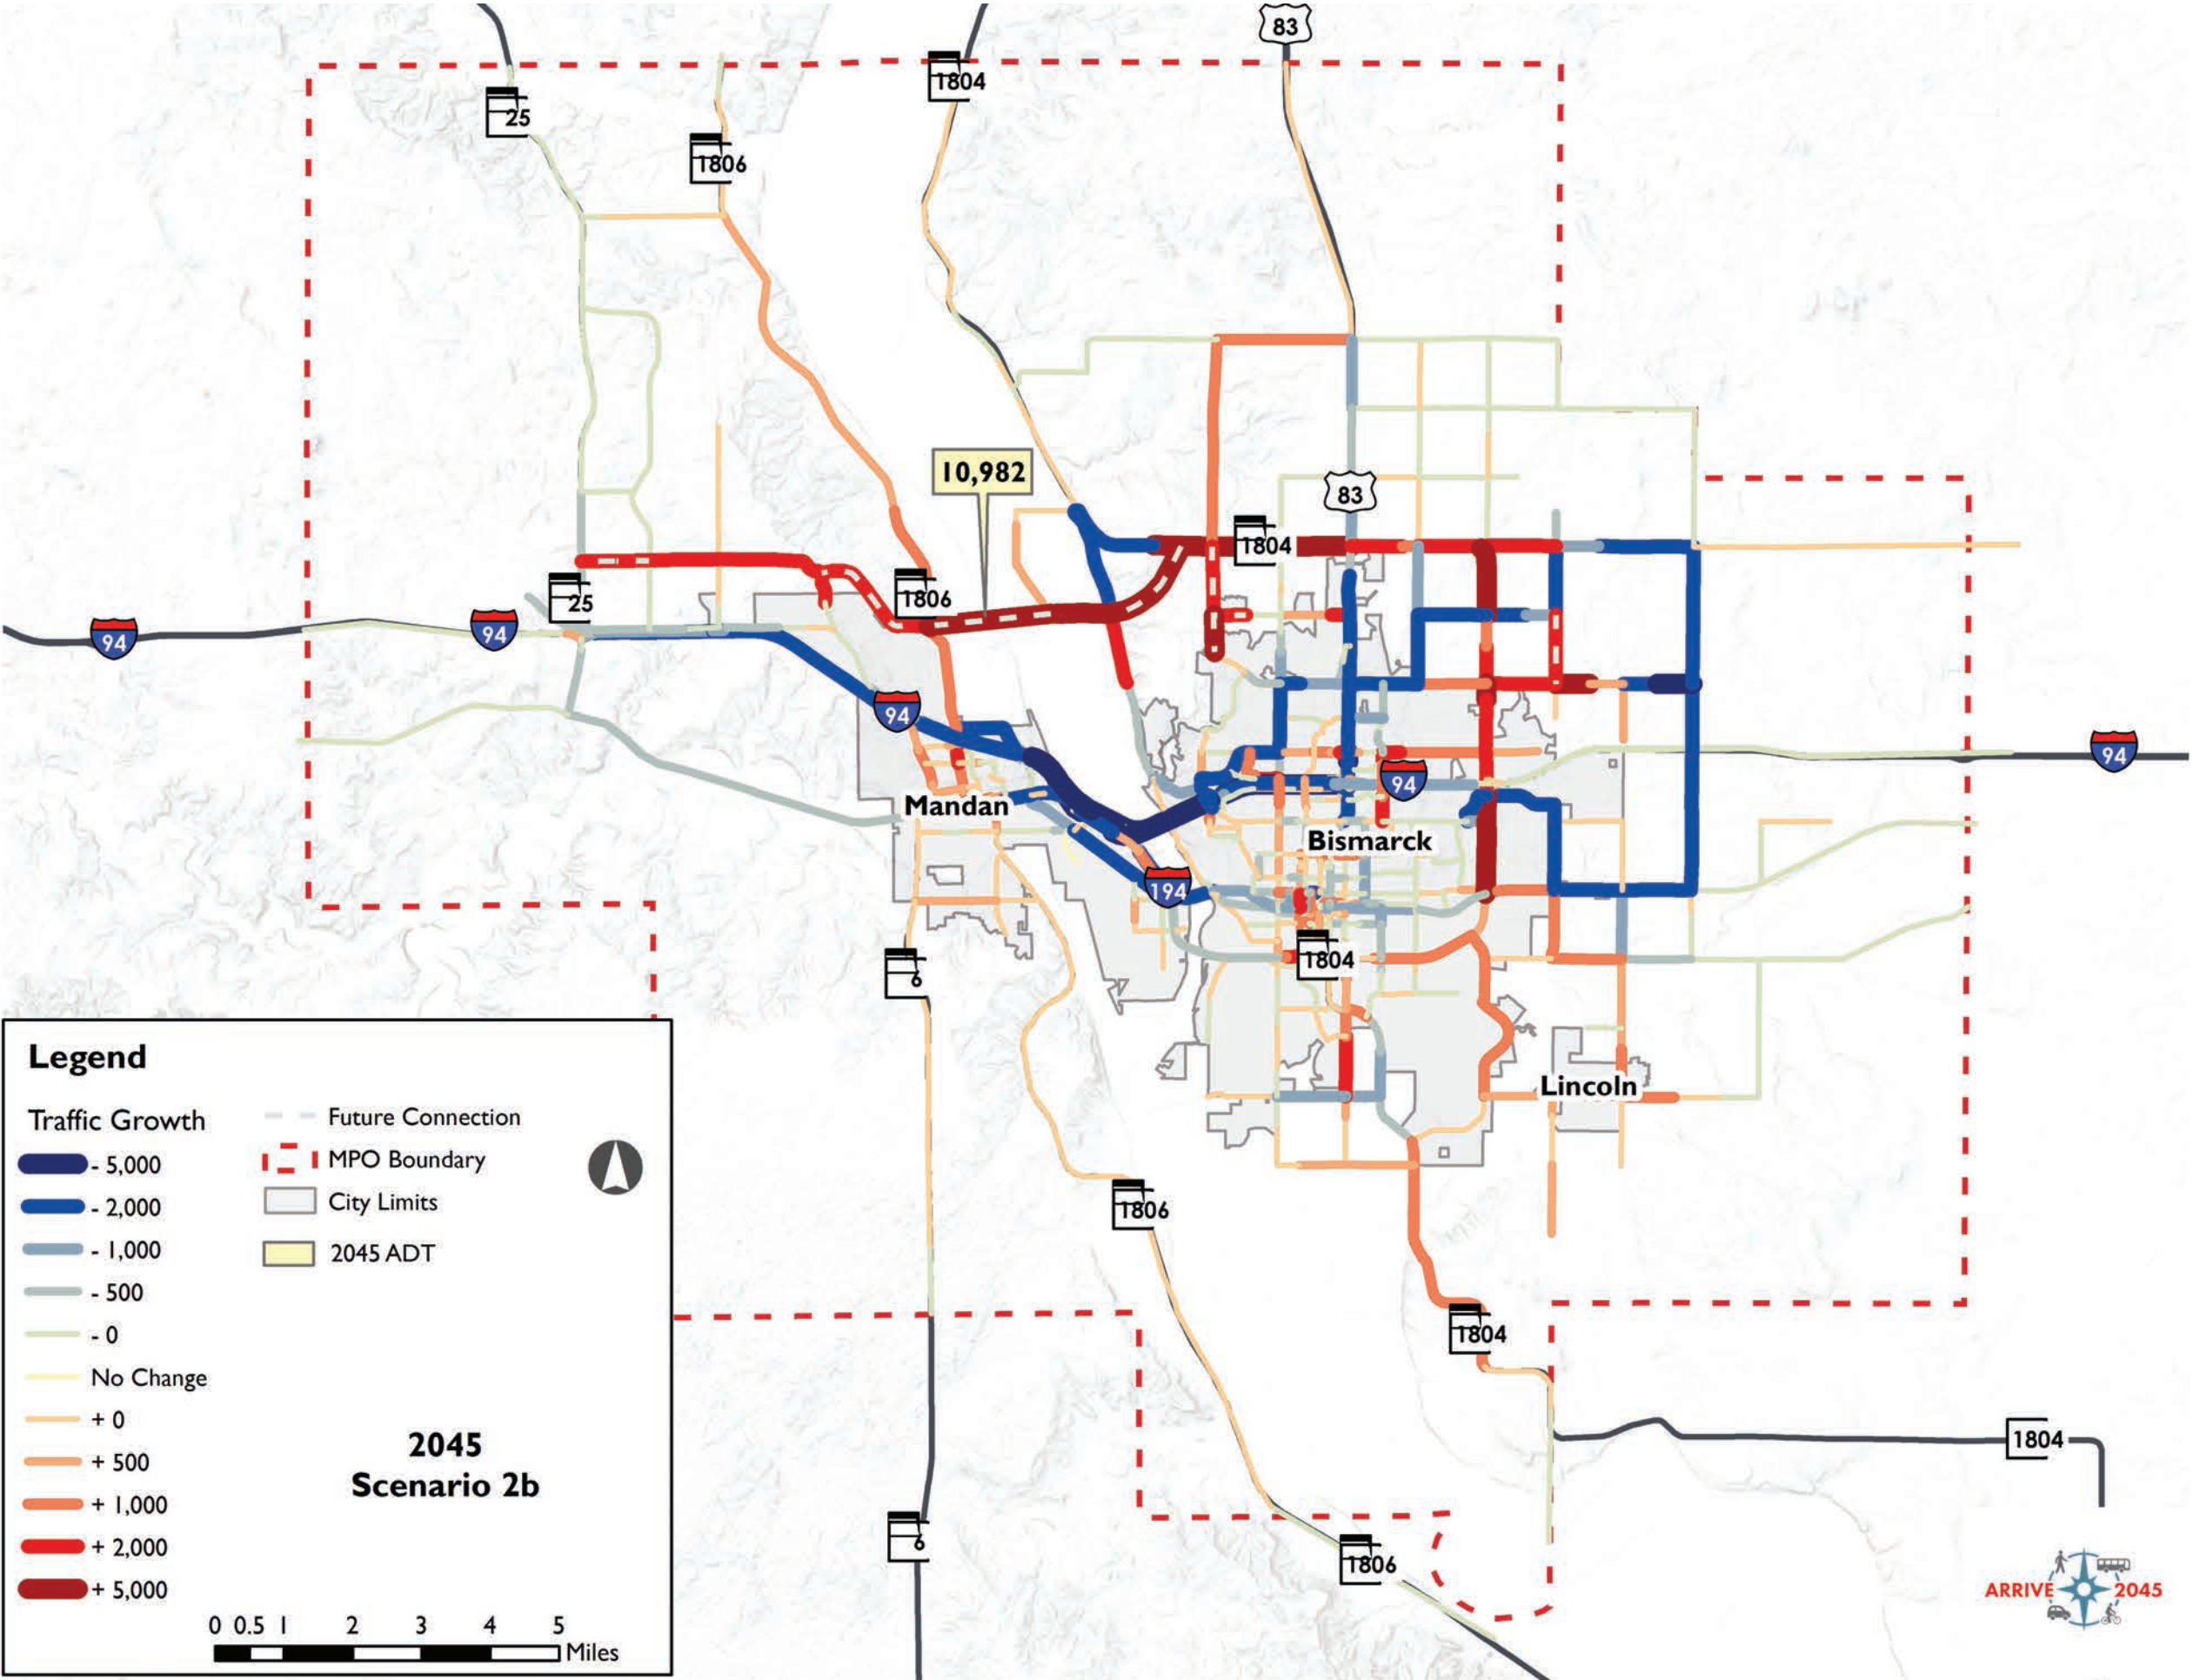 83
1804
25
1806
10,982
83
1804
25
1806
94
94
94
94
94
Mandan
Bismarck
194
1804
6
Lincoln
1806
1804
1804
6
1806
Legend
Traffic Growth
- 5,000
- 2,000
- 1,000
- 500
- 0
No Change
+ 0
+ 500
+ 1,000
+ 2,000
+ 5,000
Future Connection
MPO Boundary
City Limits
2045 ADT
2045
Scenario 2b
0 0.5 1 2 3 4 5
Miles
ARRIVE 2045